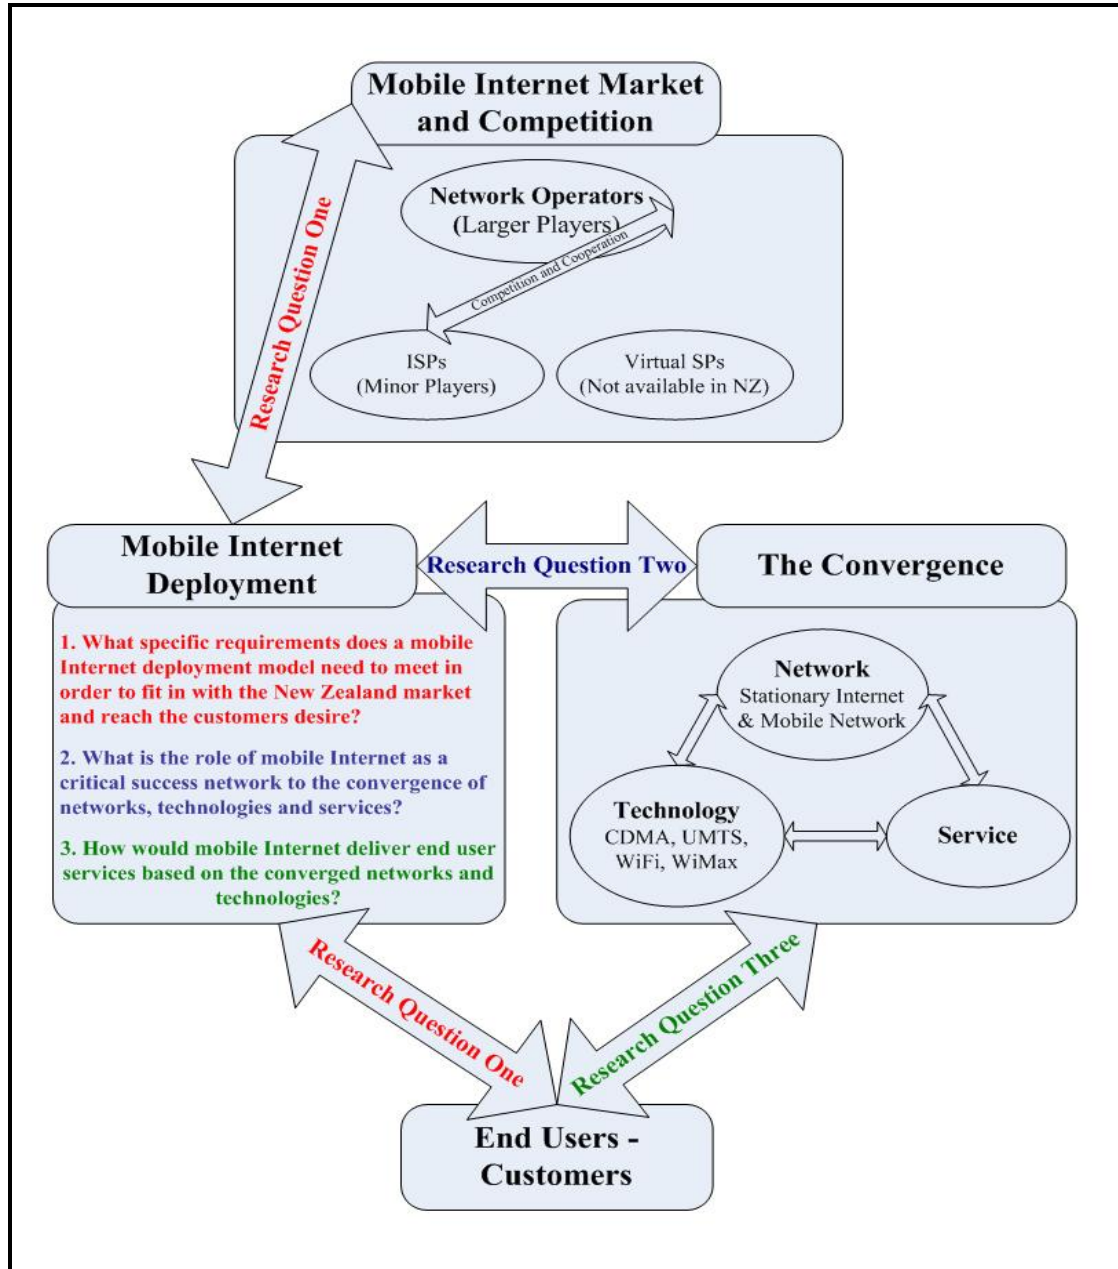 Mobile Internet Market
and Competition
Network Operators
(Larger Players)
Competition and Cooperation
ISPs
(Minor Players)
Virtual SPs
(Not available in NZ)
Research Question One
Mobile Internet
Deployment
Research Question Two
The Convergence
1. What specific requirements does a mobile
Internet deployment model need to meet in
order to fit in with the New Zealand market
and reach the customers desire?
2. What is the role of mobile Internet as a
critical success network to the convergence of
networks, technologies and services?
3. How would mobile Internet deliver end user
services based on the converged networks and
technologies?
Network
Stationary Internet
& Mobile Network
Technology
CDMA, UMTS,
WiFi, WiMax
Service
Research Question One
Research Question Three
End Users -
Customers